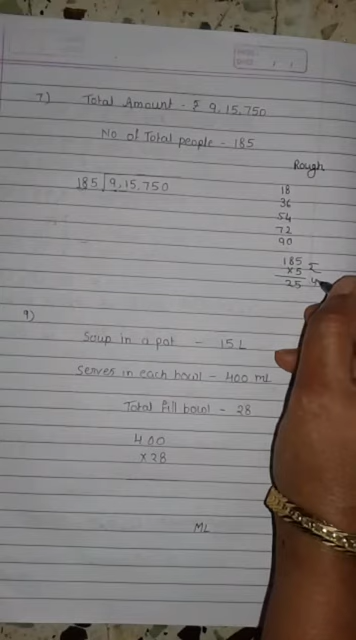 7) Total Amount - ₹ 9,15,750
No of Total people - 185
Rough
185 9,15,750
18
36
54
72
90
185
×5
25
9)
Soup in a pot - 15 L
Serves in each bowl - 400 mL
Total fill bowl - 28
400
×28
ML